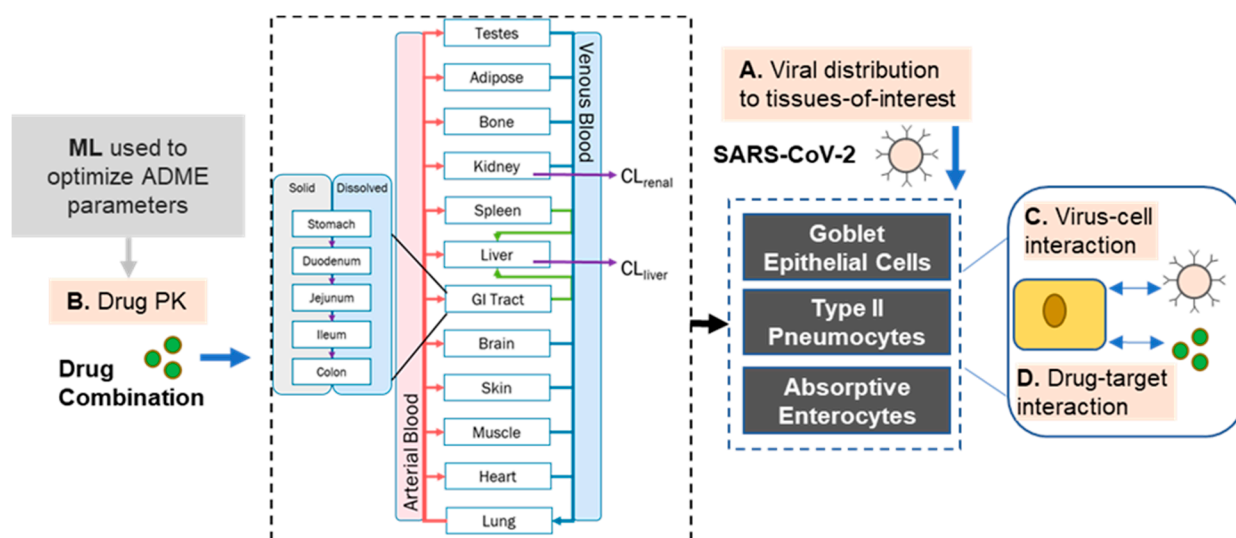 ML used to
optimize ADME
parameters
B. Drug PK
Drug
Combination
Solid
Dissolved
Stomach
Duodenum
Jejunum
Ileum
Colon
Arterial Blood
Testes
Adipose
Bone
Kidney
Spleen
Liver
GI Tract
Brain
Skin
Muscle
Heart
Lung
Venous Blood
CLrenal
CLliver
A. Viral distribution
to tissues-of-interest
SARS-CoV-2
Goblet
Epithelial Cells
Type II
Pneumocytes
Absorptive
Enterocytes
C. Virus-cell
interaction
D. Drug-target
interaction